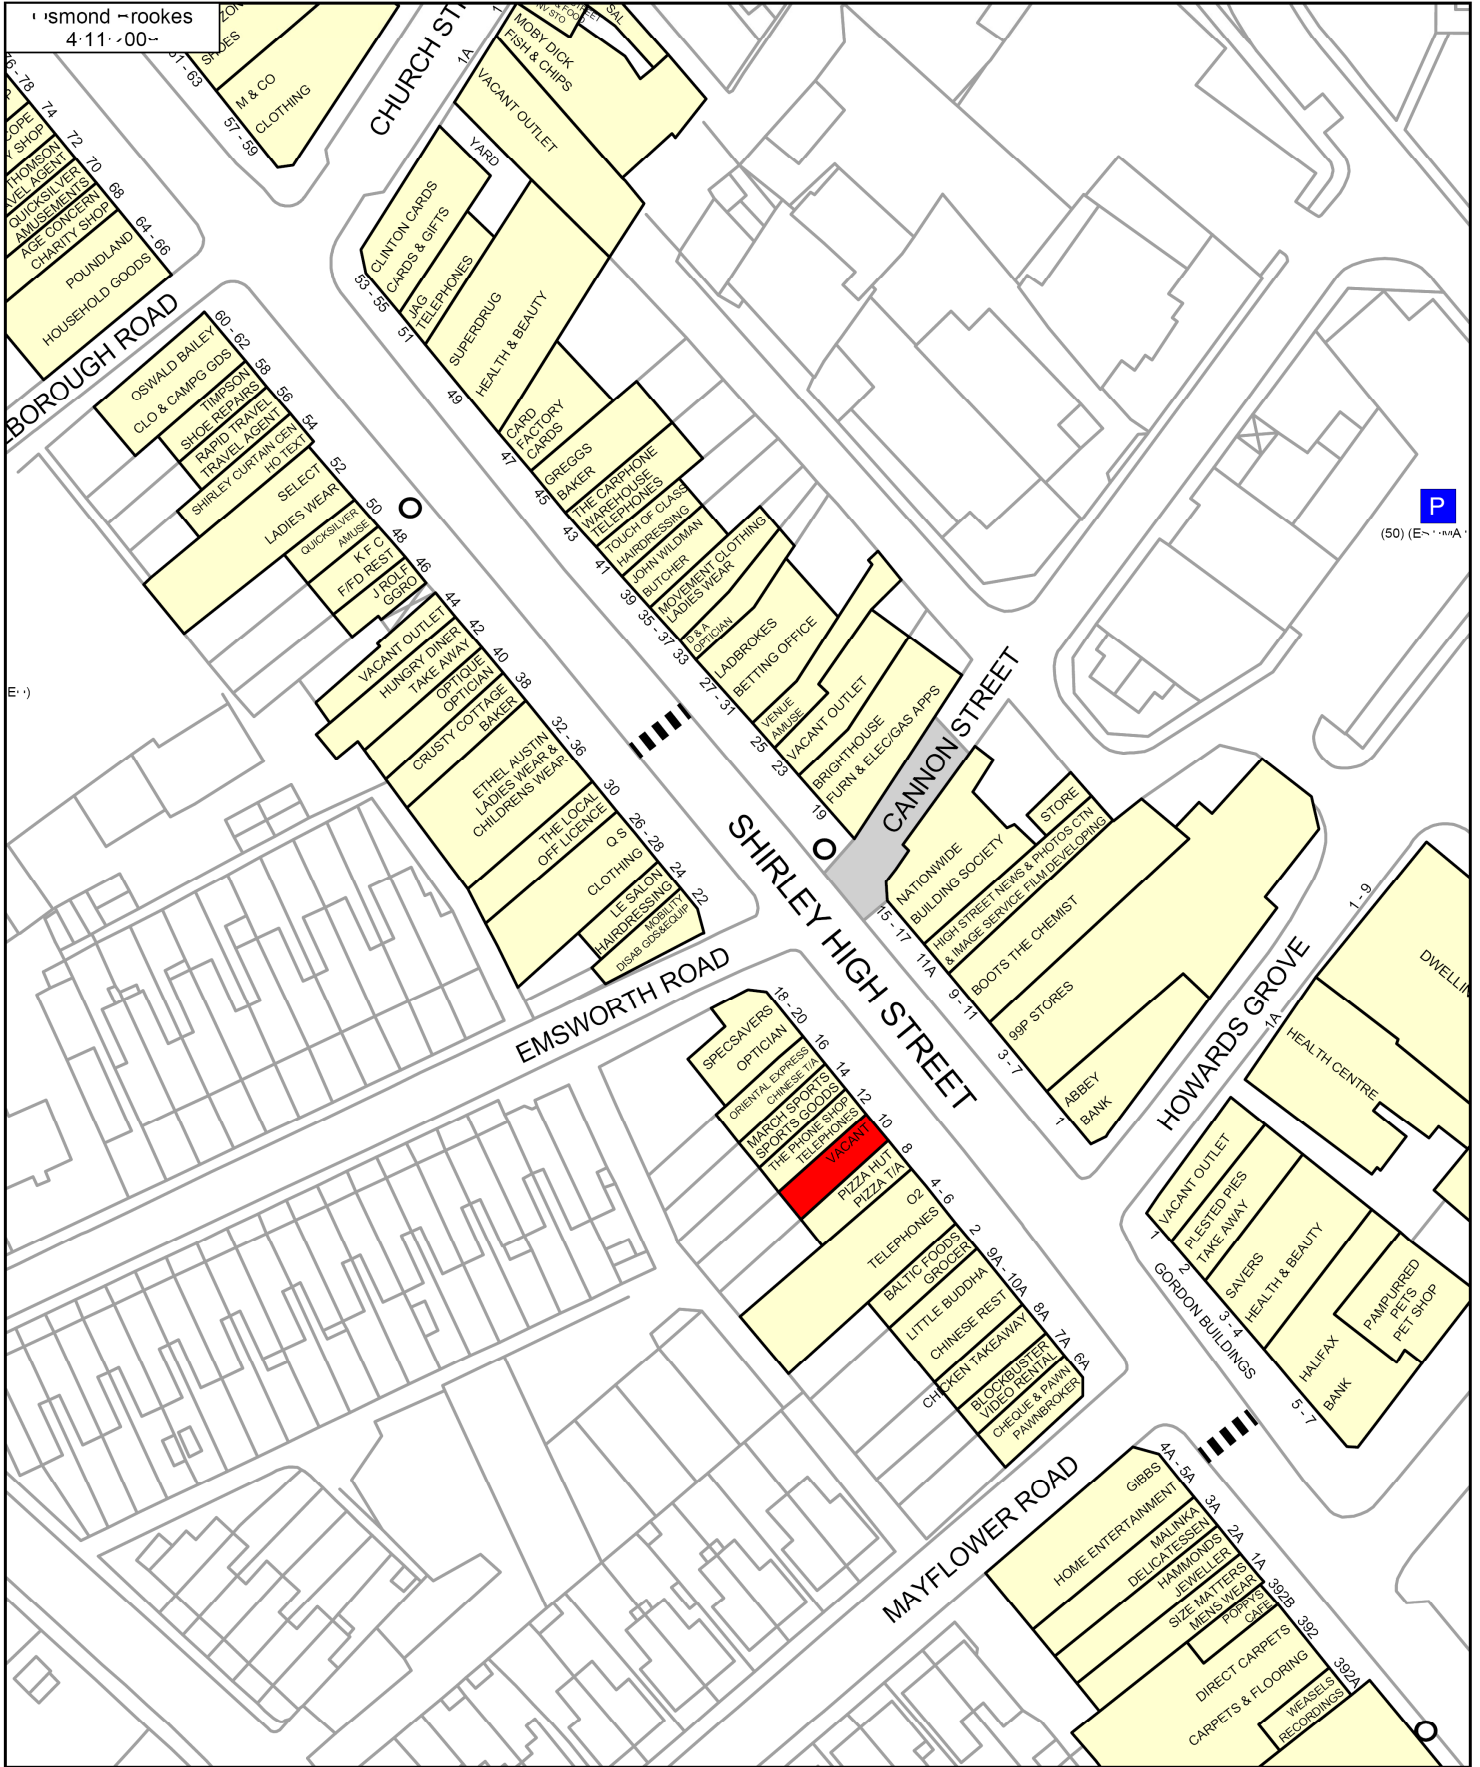 CHURCH ST
1A
1
ZON
SHOES
61 - 63
M & CO
CLOTHING
57 - 59
MOBY DICK
FISH & CHIPS
SAL
VACANT OUTLET
YARD
76 - 78
74
72
70
68
64 - 66
COPE
Y SHOP
THOMSON
AVEL AGENT
QUICKSILVER
AMUSEMENTS
AGE CONCERN
CHARITY SHOP
POUNDLAND
HOUSEHOLD GOODS
CLINTON CARDS
CARDS & GIFTS
53 - 55
JAG
TELEPHONES
51
SUPERDRUG
HEALTH & BEAUTY
49
CARD
FACTORY
CARDS
47
GREGGS
BAKER
45
THE CARPHONE
WAREHOUSE
TELEPHONES
43
TOUCH OF CLASS
HAIRDRESSING
41
JOHN WILDMAN
BUTCHER
39
MOVEMENT CLOTHING
LADIES WEAR
35 - 37
D & A
OPTICIAN
33
LADBROKES
BETTING OFFICE
27 - 31
VENUE
AMUSE
25
VACANT OUTLET
23
BRIGHTHOUSE
FURN & ELEC/GAS APPS
19
LBOROUGH ROAD
OSWALD BAILEY
CLO & CAMPG GDS
60 - 62
TIMPSON
SHOE REPAIRS
58
RAPID TRAVEL
TRAVEL AGENT
56
SHIRLEY CURTAIN CEN
HO TEXT
54
SELECT
LADIES WEAR
52
QUICKSILVER
AMUSE
50
K F C
F/FD REST
48
J ROLF
GGRO
46
VACANT OUTLET
44
HUNGRY DINER
TAKE AWAY
42
OPTIQUE
OPTICIAN
40
CRUSTY COTTAGE
BAKER
38
ETHEL AUSTIN
LADIES WEAR &
CHILDRENS WEAR
32 - 36
THE LOCAL
OFF LICENCE
30
Q S
CLOTHING
26 - 28
LE SALON
HAIRDRESSING
24
MOBILITY
DISAB GDS&EQUIP
22
P
CANNON STREET
SHIRLEY HIGH STREET
NATIONWIDE
BUILDING SOCIETY
15 - 17
STORE
HIGH STREET NEWS & PHOTOS CTN
& IMAGE SERVICE FILM DEVELOPING
11A
BOOTS THE CHEMIST
9 - 11
99P STORES
3 - 7
ABBEY
BANK
1
EMSWORTH ROAD
SPECSAVERS
OPTICIAN
18 - 20
ORIENTAL EXPRESS
CHINESE T/A
16
MARCH SPORTS
SPORTS GOODS
14
THE PHONE SHOP
TELEPHONES
12
VACANT
10
PIZZA HUT
PIZZA T/A
8
O2
TELEPHONES
4 - 6
BALTIC FOODS
GROCER
2
LITTLE BUDDHA
CHINESE REST
9A - 10A
CHICKEN TAKEAWAY
8A
BLOCKBUSTER
VIDEO RENTAL
7A
CHEQUE & PAWN
PAWNBROKER
6A
HOWARDS GROVE
1 - 9
DWELLIN
1A
HEALTH CENTRE
VACANT OUTLET
1
PLESTED PIES
TAKE AWAY
2
SAVERS
HEALTH & BEAUTY
3 - 4
GORDON BUILDINGS
HALIFAX
BANK
5 - 7
PAMPURRED
PETS
PET SHOP
MAYFLOWER ROAD
GIBBS
HOME ENTERTAINMENT
4A - 5A
MALINKA
DELICATESSEN
3A
HAMMONDS
JEWELLER
2A
SIZE MATTERS
MENS WEAR
1A
POPPYS
CAFE
392B
DIRECT CARPETS
CARPETS & FLOORING
392
WEASELS
RECORDINGS
392A